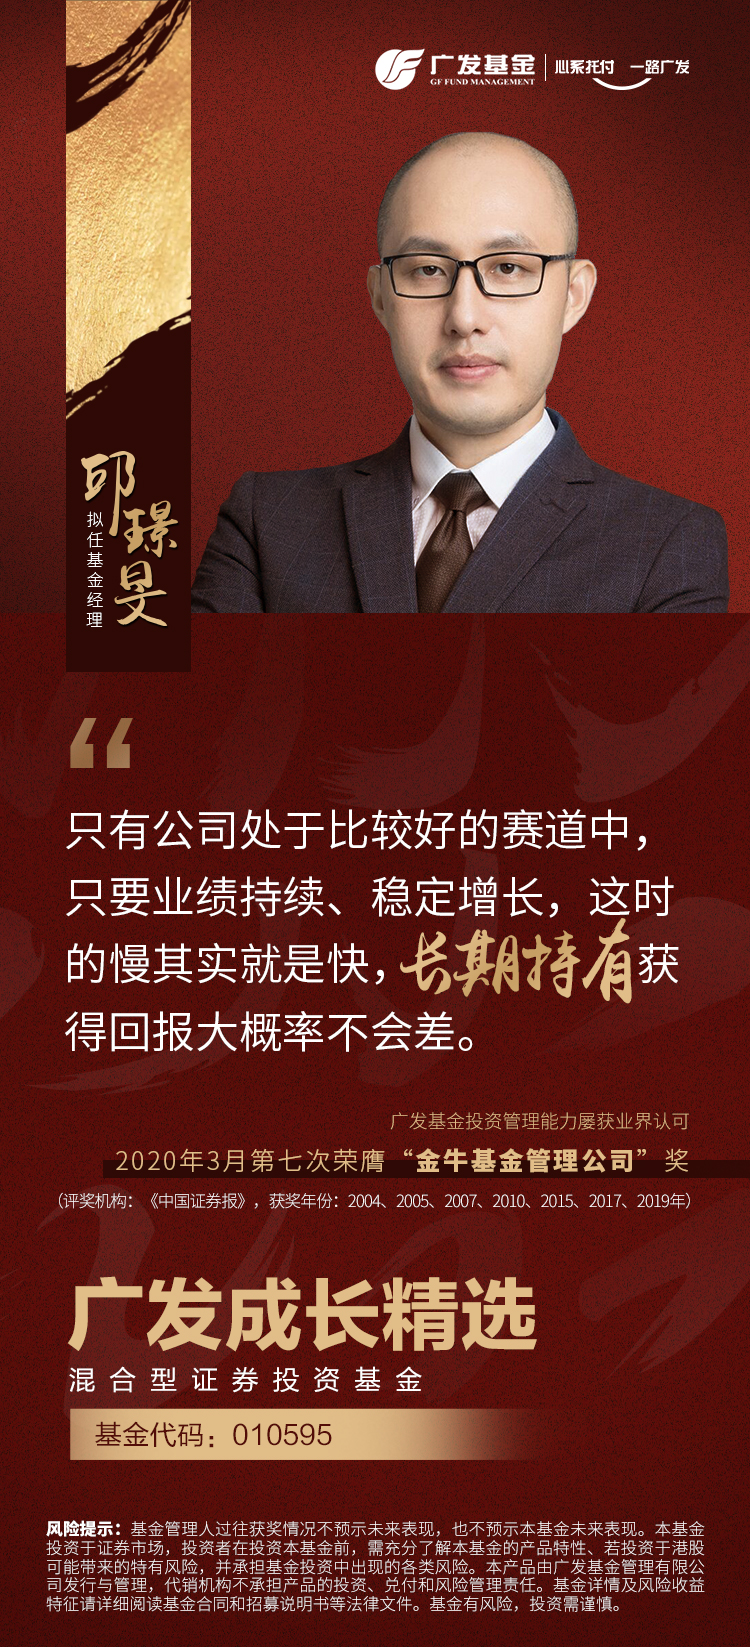 广发基金
GF FUND MANAGEMENT
心系托付 一路广发
邱璟旻
拟任基金经理
“
只有公司处于比较好的赛道中，
只要业绩持续、稳定增长，这时
的慢其实就是快，长期持有获
得回报大概率不会差。
广发基金投资管理能力屡获业界认可
2020年3月第七次荣膺“金牛基金管理公司”奖
（评奖机构：《中国证券报》，获奖年份：2004、2005、2007、2010、2015、2017、2019年）
广发成长精选
混合型证券投资基金
基金代码：010595
风险提示：基金管理人过往获奖情况不预示未来表现，也不预示本基金未来表现。本基金
投资于证券市场，投资者在投资本基金前，需充分了解本基金的产品特性、若投资于港股
可能带来的特有风险，并承担基金投资中出现的各类风险。本产品由广发基金管理有限公
司发行与管理，代销机构不承担产品的投资、兑付和风险管理责任。基金详情及风险收益
特征请详细阅读基金合同和招募说明书等法律文件。基金有风险，投资需谨慎。